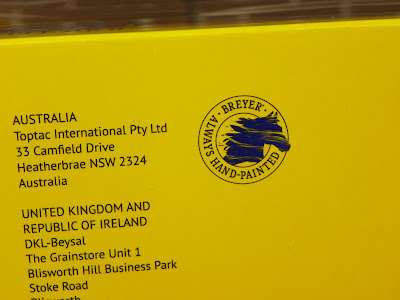 AUSTRALIA
Toptac International Pty Ltd
33 Camfield Drive
Heatherbrae NSW 2324
Australia
UNITED KINGDOM AND
REPUBLIC OF IRELAND
DKL-Beysal
The Grainstore Unit 1
Blisworth Hill Business Park
Stoke Road
Blisworth
· BREYER® ·
ALWAYS HAND-PAINTED